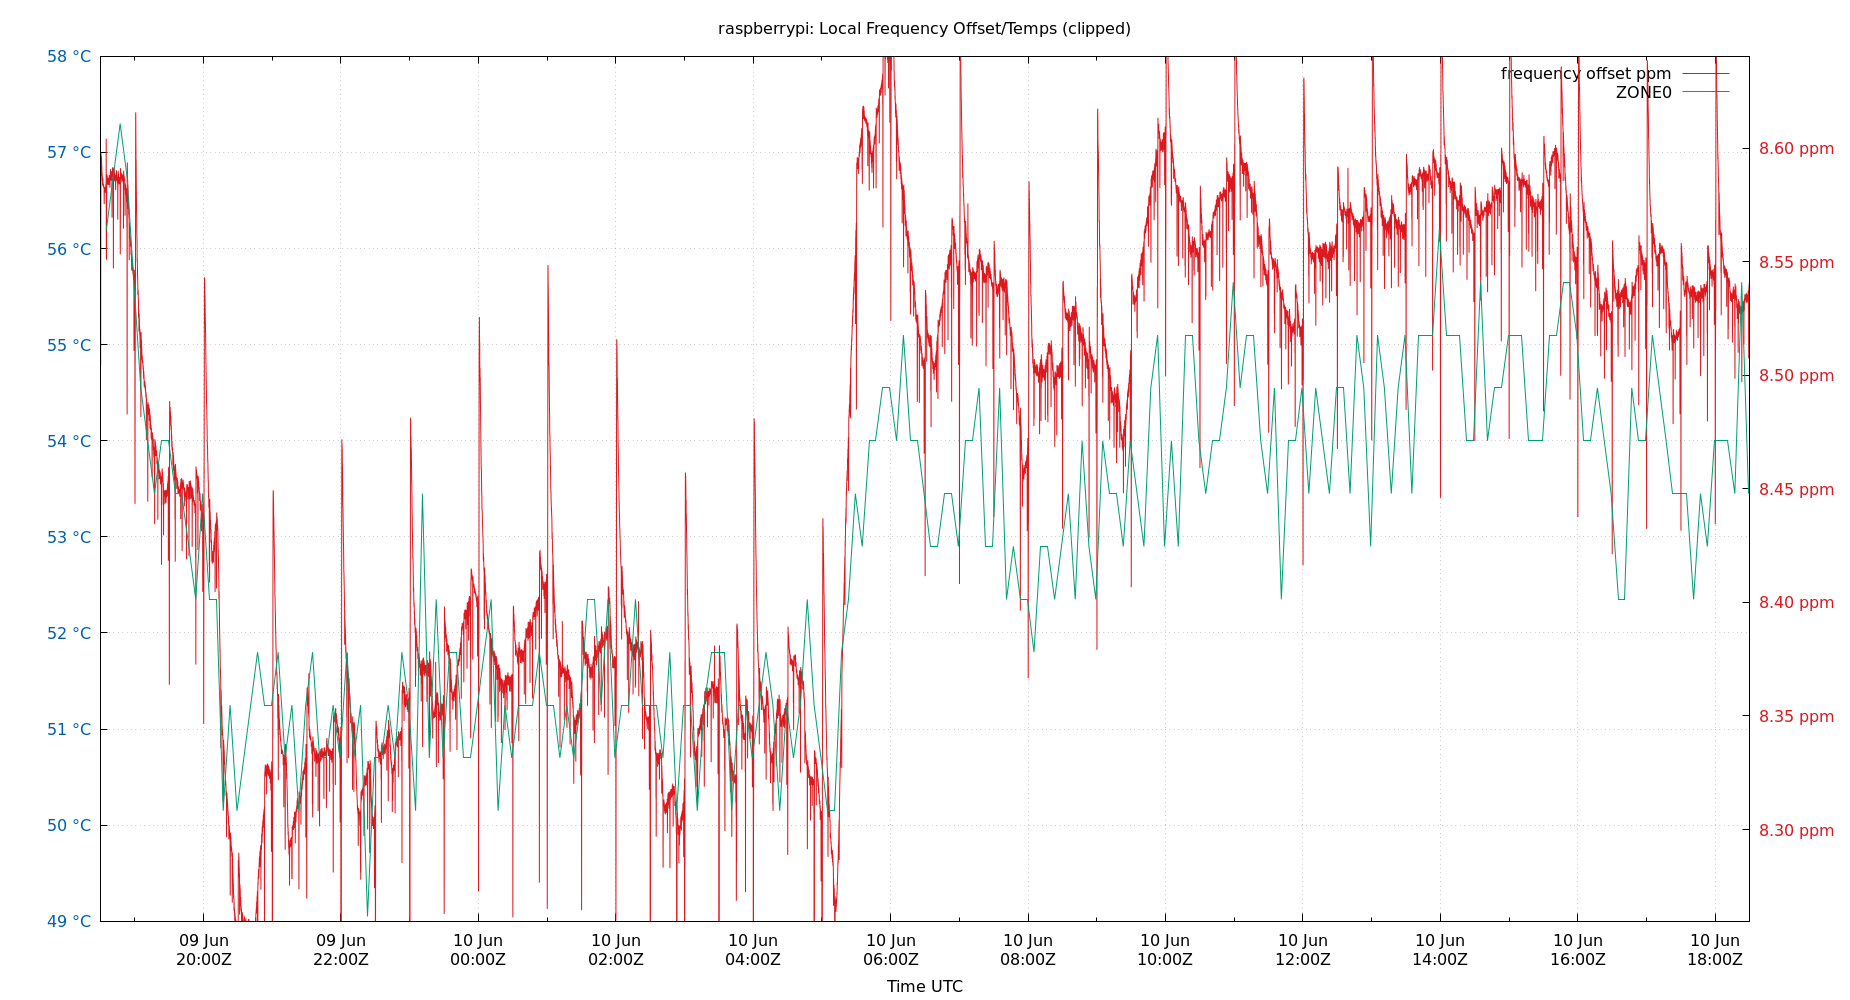 raspberrypi: Local Frequency Offset/Temps (clipped)
58 °C
57 °C
56 °C
55 °C
54 °C
53 °C
52 °C
51 °C
50 °C
49 °C
frequency offset ppm
ZONE0
8.60 ppm
8.55 ppm
8.50 ppm
8.45 ppm
8.40 ppm
8.35 ppm
8.30 ppm
09 Jun
20:00Z
09 Jun
22:00Z
10 Jun
00:00Z
10 Jun
02:00Z
10 Jun
04:00Z
10 Jun
06:00Z
10 Jun
08:00Z
10 Jun
10:00Z
10 Jun
12:00Z
10 Jun
14:00Z
10 Jun
16:00Z
10 Jun
18:00Z
Time UTC